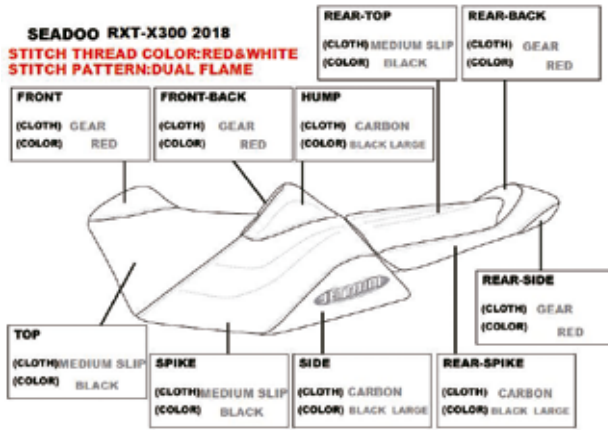 SEADOO RXT-X300 2018
STITCH THREAD COLOR:RED&WHITE
STITCH PATTERN:DUAL FLAME
REAR-TOP
(CLOTH) MEDIUM SLIP
(COLOR) BLACK
REAR-BACK
(CLOTH) GEAR
(COLOR) RED
FRONT
(CLOTH) GEAR
(COLOR) RED
FRONT-BACK
(CLOTH) GEAR
(COLOR) RED
HUMP
(CLOTH) CARBON
(COLOR) BLACK LARGE
REAR-SIDE
(CLOTH) GEAR
(COLOR) RED
TOP
(CLOTH) MEDIUM SLIP
(COLOR) BLACK
SPIKE
(CLOTH) MEDIUM SLIP
(COLOR) BLACK
SIDE
(CLOTH) CARBON
(COLOR) BLACK LARGE
REAR-SPIKE
(CLOTH) CARBON
(COLOR) BLACK LARGE